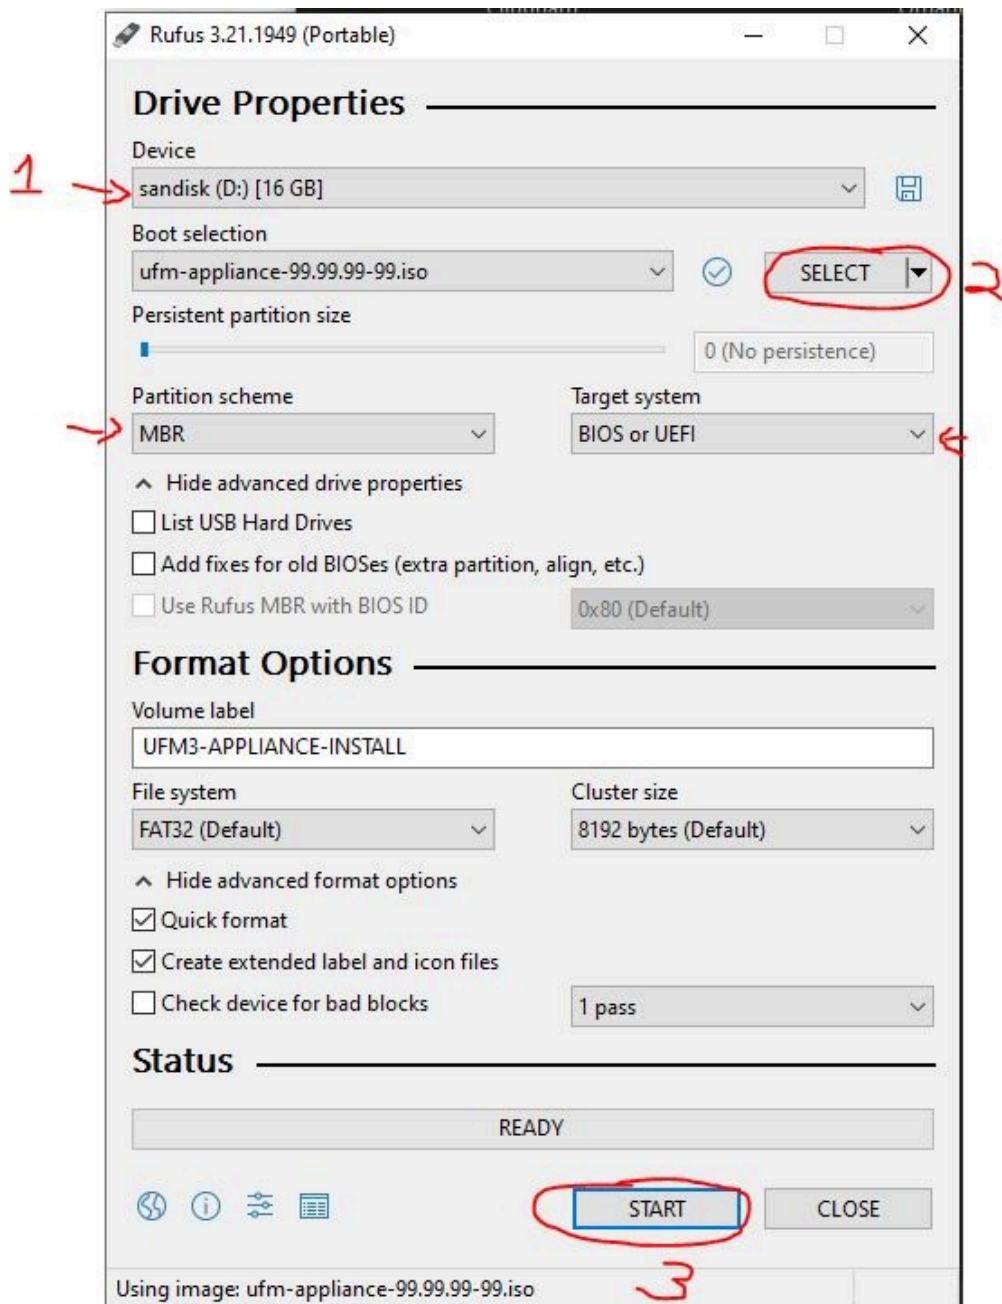 Rufus 3.21.1949 (Portable)
Drive Properties
Device
1
sandisk (D:) [16 GB]
Boot selection
ufm-appliance-99.99.99-99.iso
SELECT
2
Persistent partition size
0 (No persistence)
Partition scheme
Target system
MBR
BIOS or UEFI
Hide advanced drive properties
List USB Hard Drives
Add fixes for old BIOSes (extra partition, align, etc.)
Use Rufus MBR with BIOS ID
0x80 (Default)
Format Options
Volume label
UFM3-APPLIANCE-INSTALL
File system
Cluster size
FAT32 (Default)
8192 bytes (Default)
Hide advanced format options
Quick format
Create extended label and icon files
Check device for bad blocks
1 pass
Status
READY
START
CLOSE
3
Using image: ufm-appliance-99.99.99-99.iso